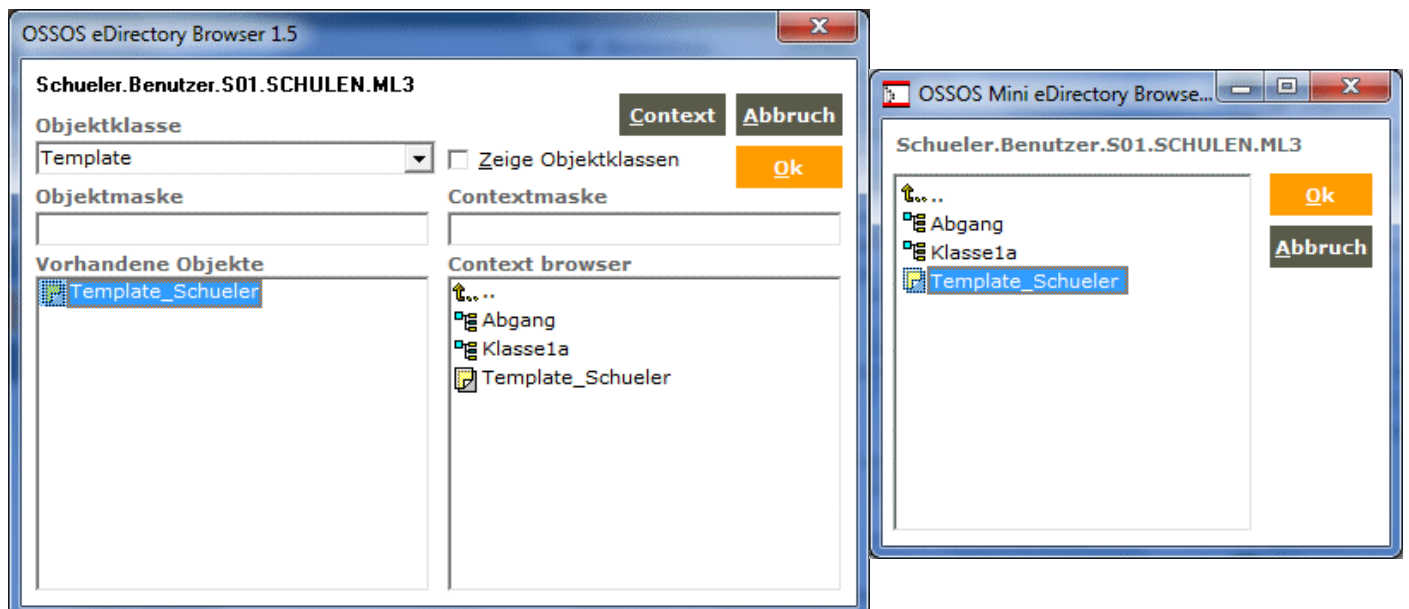 OSSOS eDirectory Browser 1.5
Schueler.Benutzer.S01.SCHULEN.ML3
Context Abbruch
Objektklasse
Template Zeige Objektklassen Ok
Objektmaske Contextmaske
Vorhandene Objekte Context browser
Template_Schueler
..
Abgang
Klasse1a
Template_Schueler
OSSOS Mini eDirectory Browse...
Schueler.Benutzer.S01.SCHULEN.ML3
..
Abgang
Klasse1a
Template_Schueler
Ok
Abbruch